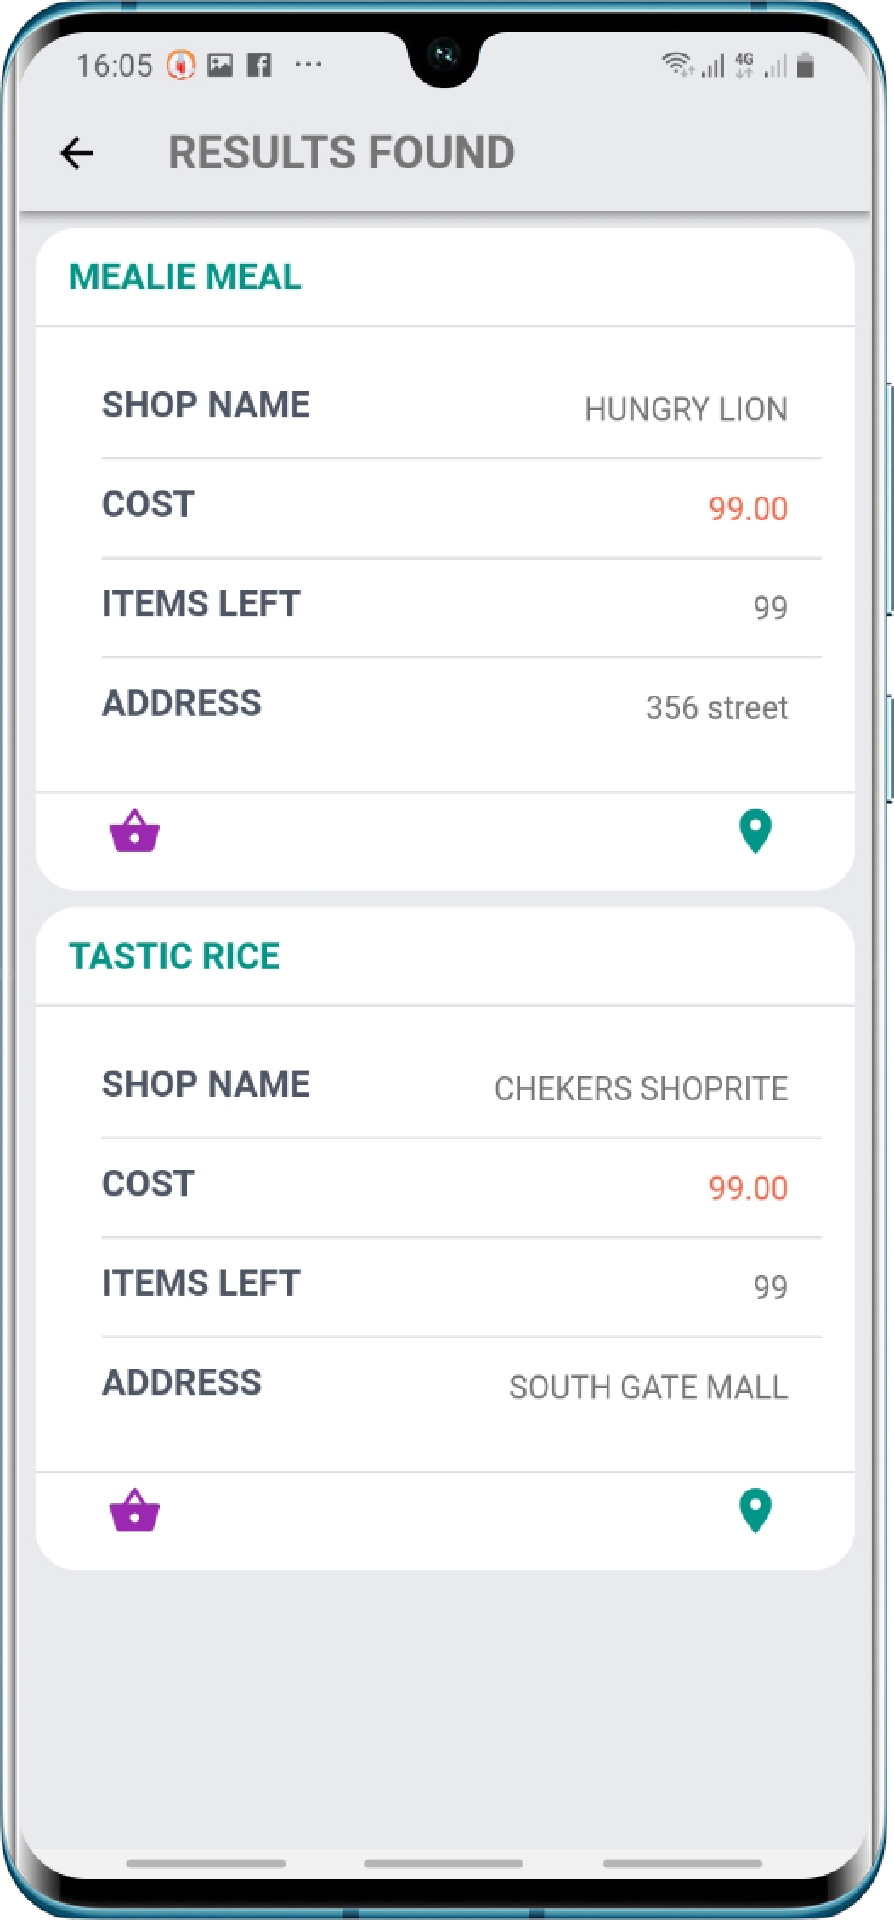 16:05
4G
RESULTS FOUND
MEALIE MEAL
SHOP NAME HUNGRY LION
COST 99.00
ITEMS LEFT 99
ADDRESS 356 street
TASTIC RICE
SHOP NAME CHEKERS SHOPRITE
COST 99.00
ITEMS LEFT 99
ADDRESS SOUTH GATE MALL